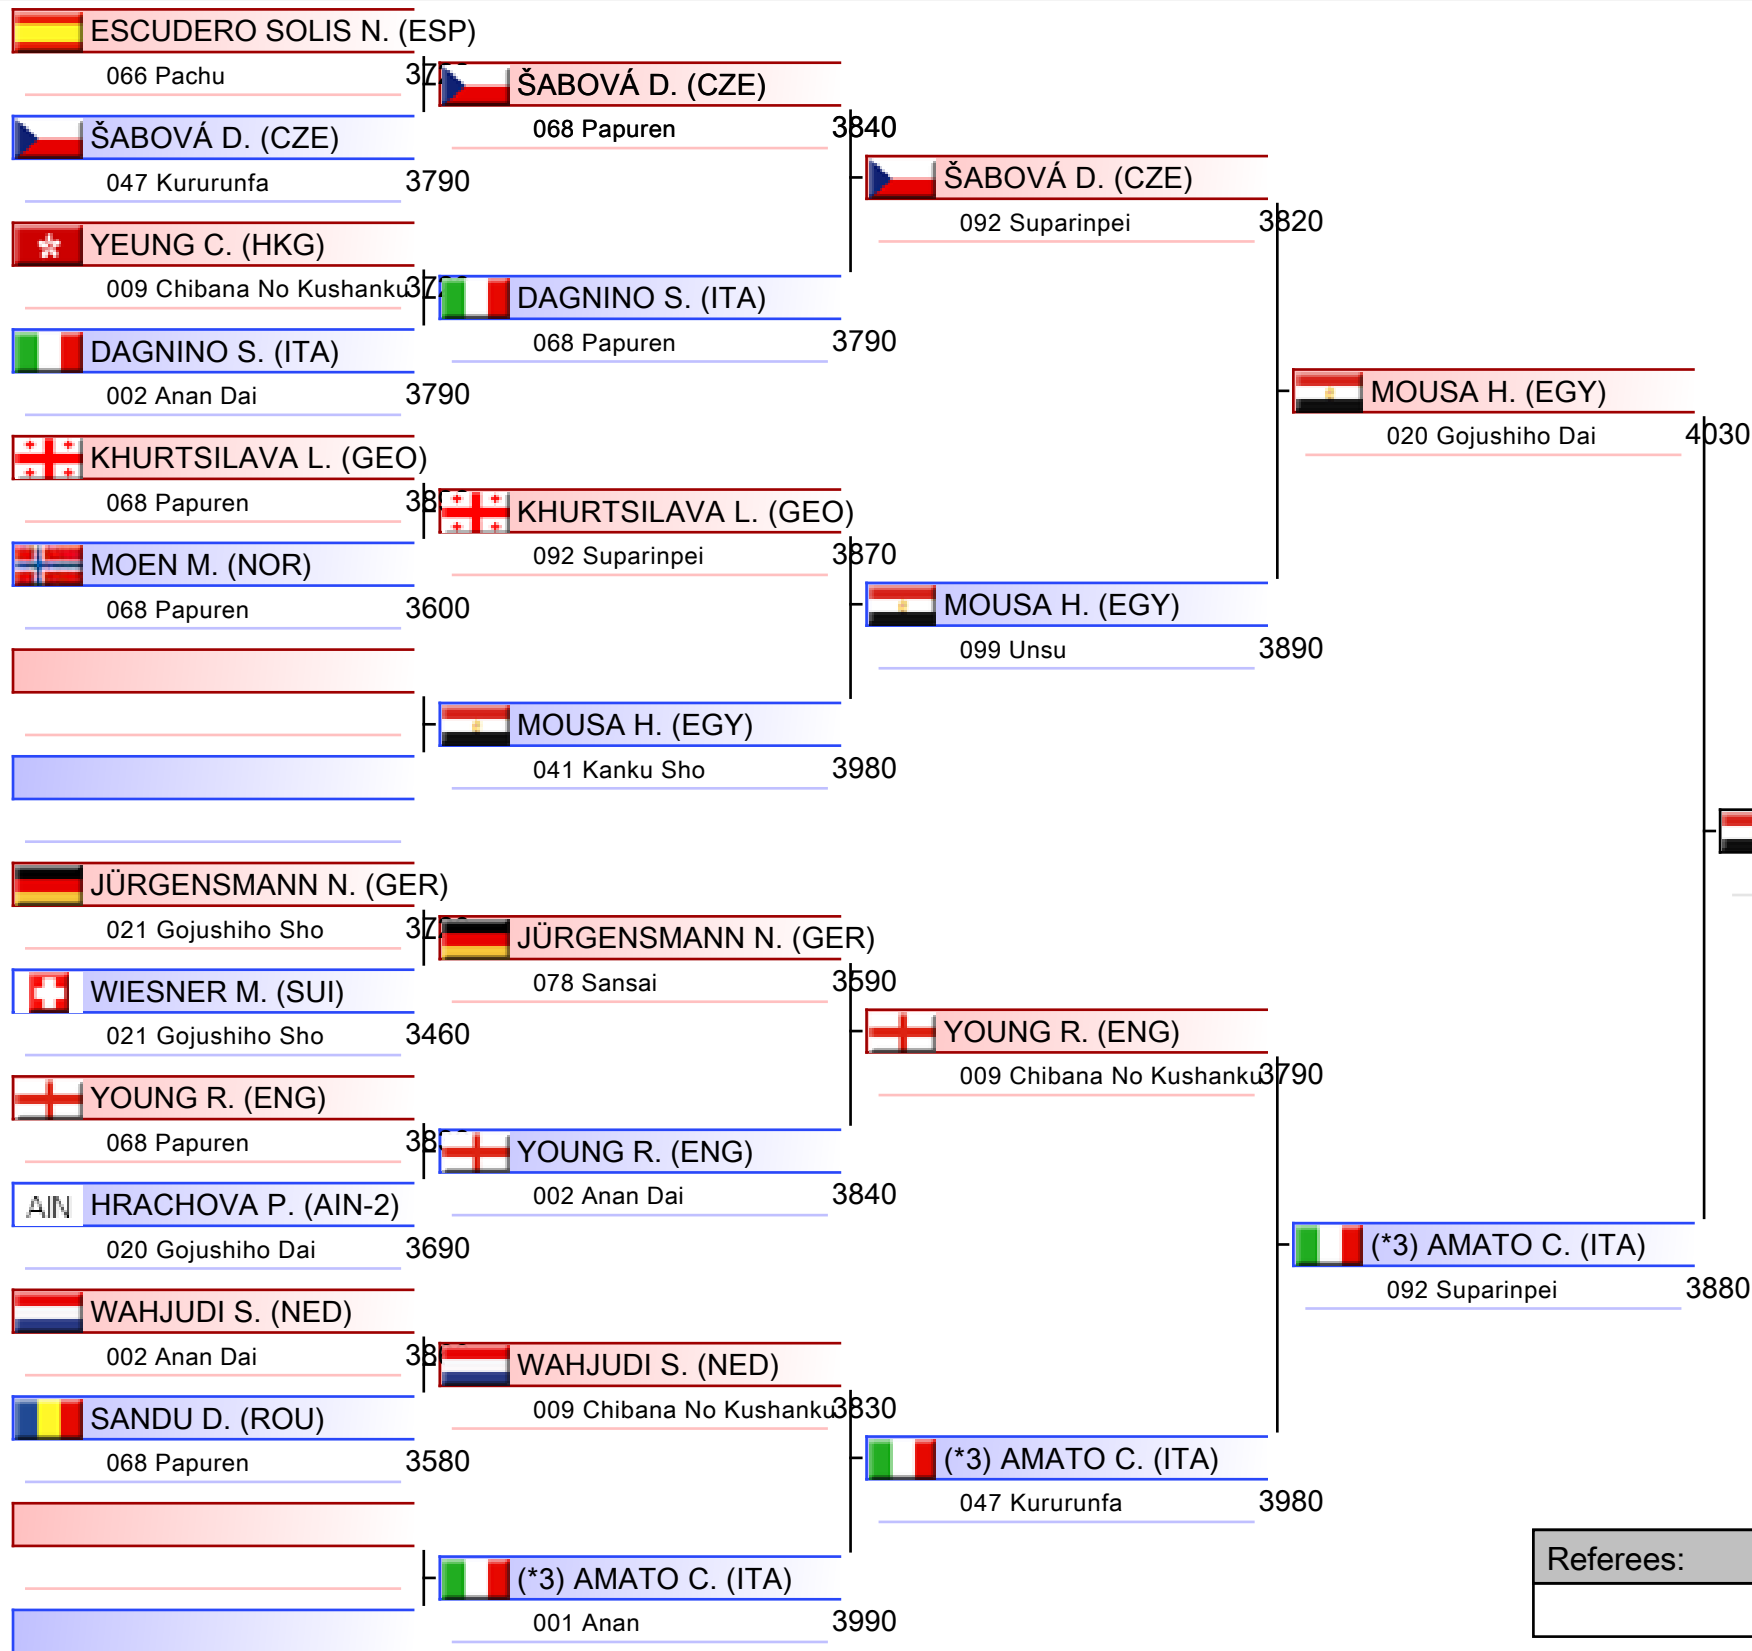 ESCUDERO SOLIS N. (ESP)
066 Pachu
ŠABOVÁ D. (CZE)
047 Kururunfa 3790
YEUNG C. (HKG)
009 Chibana No Kushanku
DAGNINO S. (ITA)
002 Anan Dai 3790
KHURTSILAVA L. (GEO)
068 Papuren
MOEN M. (NOR)
068 Papuren 3600
JÜRGENSMANN N. (GER)
021 Gojushiho Sho
WIESNER M. (SUI)
021 Gojushiho Sho 3460
YOUNG R. (ENG)
068 Papuren
AIN HRACHOVA P. (AIN-2)
020 Gojushiho Dai 3690
WAHJUDI S. (NED)
002 Anan Dai
SANDU D. (ROU)
068 Papuren 3580
ŠABOVÁ D. (CZE)
068 Papuren 3840
DAGNINO S. (ITA)
068 Papuren 3790
KHURTSILAVA L. (GEO)
092 Suparinpei 3870
MOUSA H. (EGY)
041 Kanku Sho 3980
JÜRGENSMANN N. (GER)
078 Sansai 3590
YOUNG R. (ENG)
002 Anan Dai 3840
WAHJUDI S. (NED)
009 Chibana No Kushanku 3830
(*3) AMATO C. (ITA)
001 Anan 3990
ŠABOVÁ D. (CZE)
092 Suparinpei 3820
MOUSA H. (EGY)
099 Unsu 3890
YOUNG R. (ENG)
009 Chibana No Kushanku 3790
(*3) AMATO C. (ITA)
047 Kururunfa 3980
MOUSA H. (EGY)
020 Gojushiho Dai 4030
(*3) AMATO C. (ITA)
092 Suparinpei 3880
Referees: